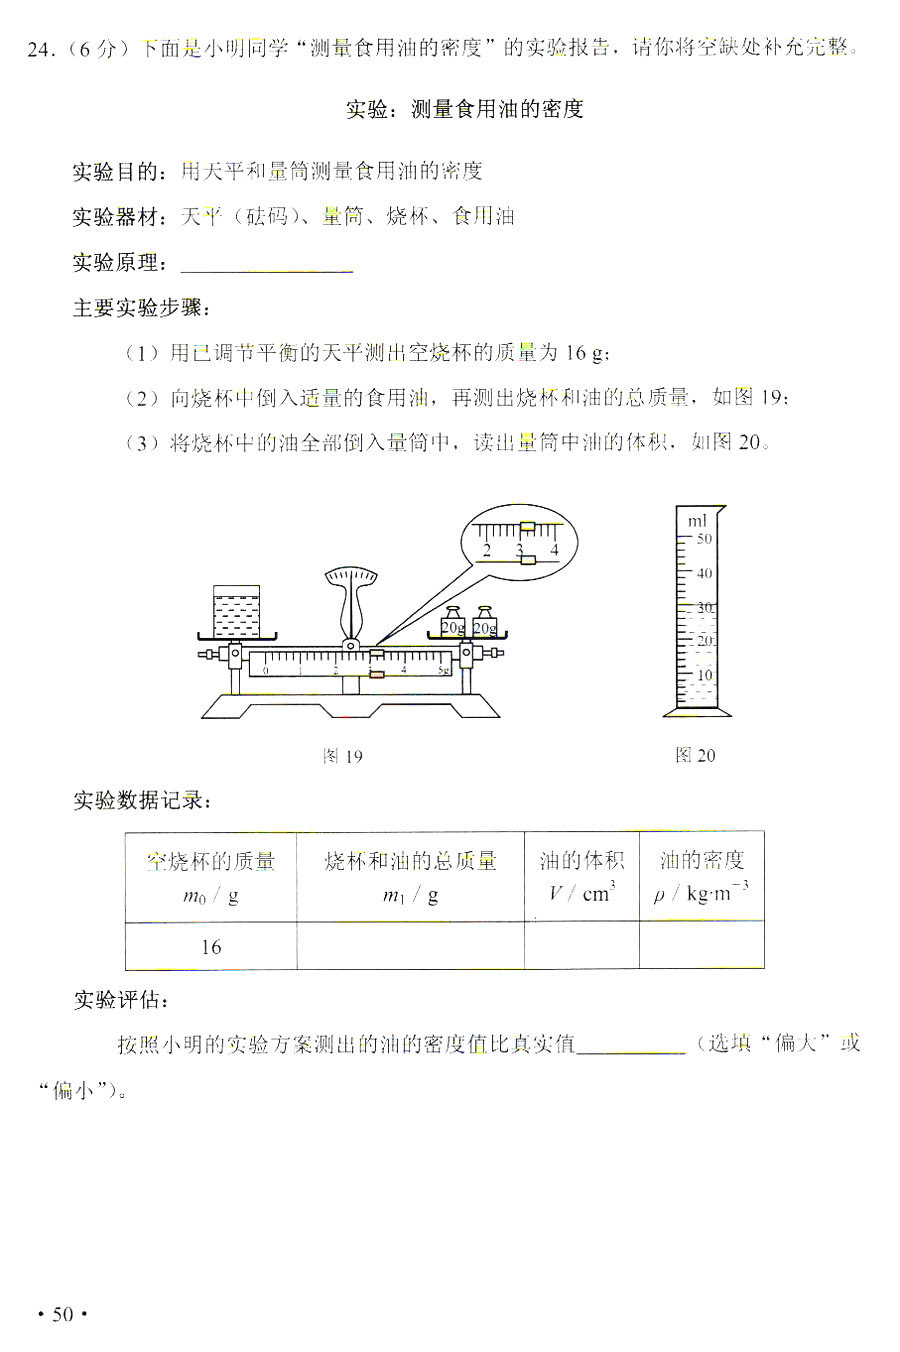 24.（6 分）下面是小明同学“测量食用油的密度”的实验报告，请你将空缺处补充完整。
实验：测量食用油的密度
实验目的：用天平和量筒测量食用油的密度
实验器材：天平（砝码）、量筒、烧杯、食用油
实验原理：
主要实验步骤：
（1）用已调节平衡的天平测出空烧杯的质量为 16 g；
（2）向烧杯中倒入适量的食用油，再测出烧杯和油的总质量，如图 19；
（3）将烧杯中的油全部倒入量筒中，读出量筒中油的体积，如图 20。
2 3 4
20g 20g
0 1 2 3 4 5g
ml
50
40
30
20
10
图 19
图 20
实验数据记录：
空烧杯的质量 烧杯和油的总质量 油的体积 油的密度
m₀ / g m₁ / g V / cm³ ρ / kg·m⁻³
16
实验评估：
按照小明的实验方案测出的油的密度值比真实值__________（选填“偏大”或
“偏小”）。
· 50 ·